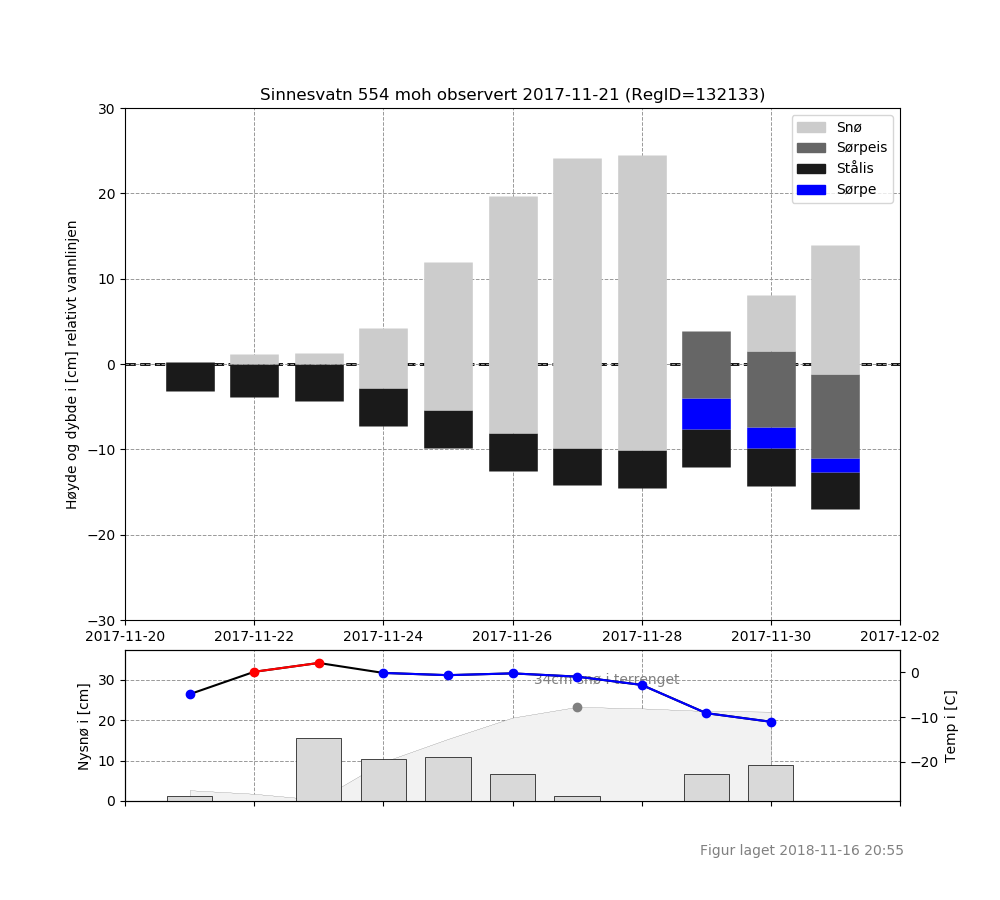 Sinnesvatn 554 moh observert 2017-11-21 (RegID=132133)
Høyde og dybde i [cm] relativt vannlinjen
30
20
10
0
−10
−20
−30
Snø
Sørpeis
Stålis
Sørpe
2017-11-20 2017-11-22 2017-11-24 2017-11-26 2017-11-28 2017-11-30 2017-12-02
Nysnø i [cm]
30
20
10
0
34cm snø i terrenget
0
−10
−20
Temp i [C]
Figur laget 2018-11-16 20:55